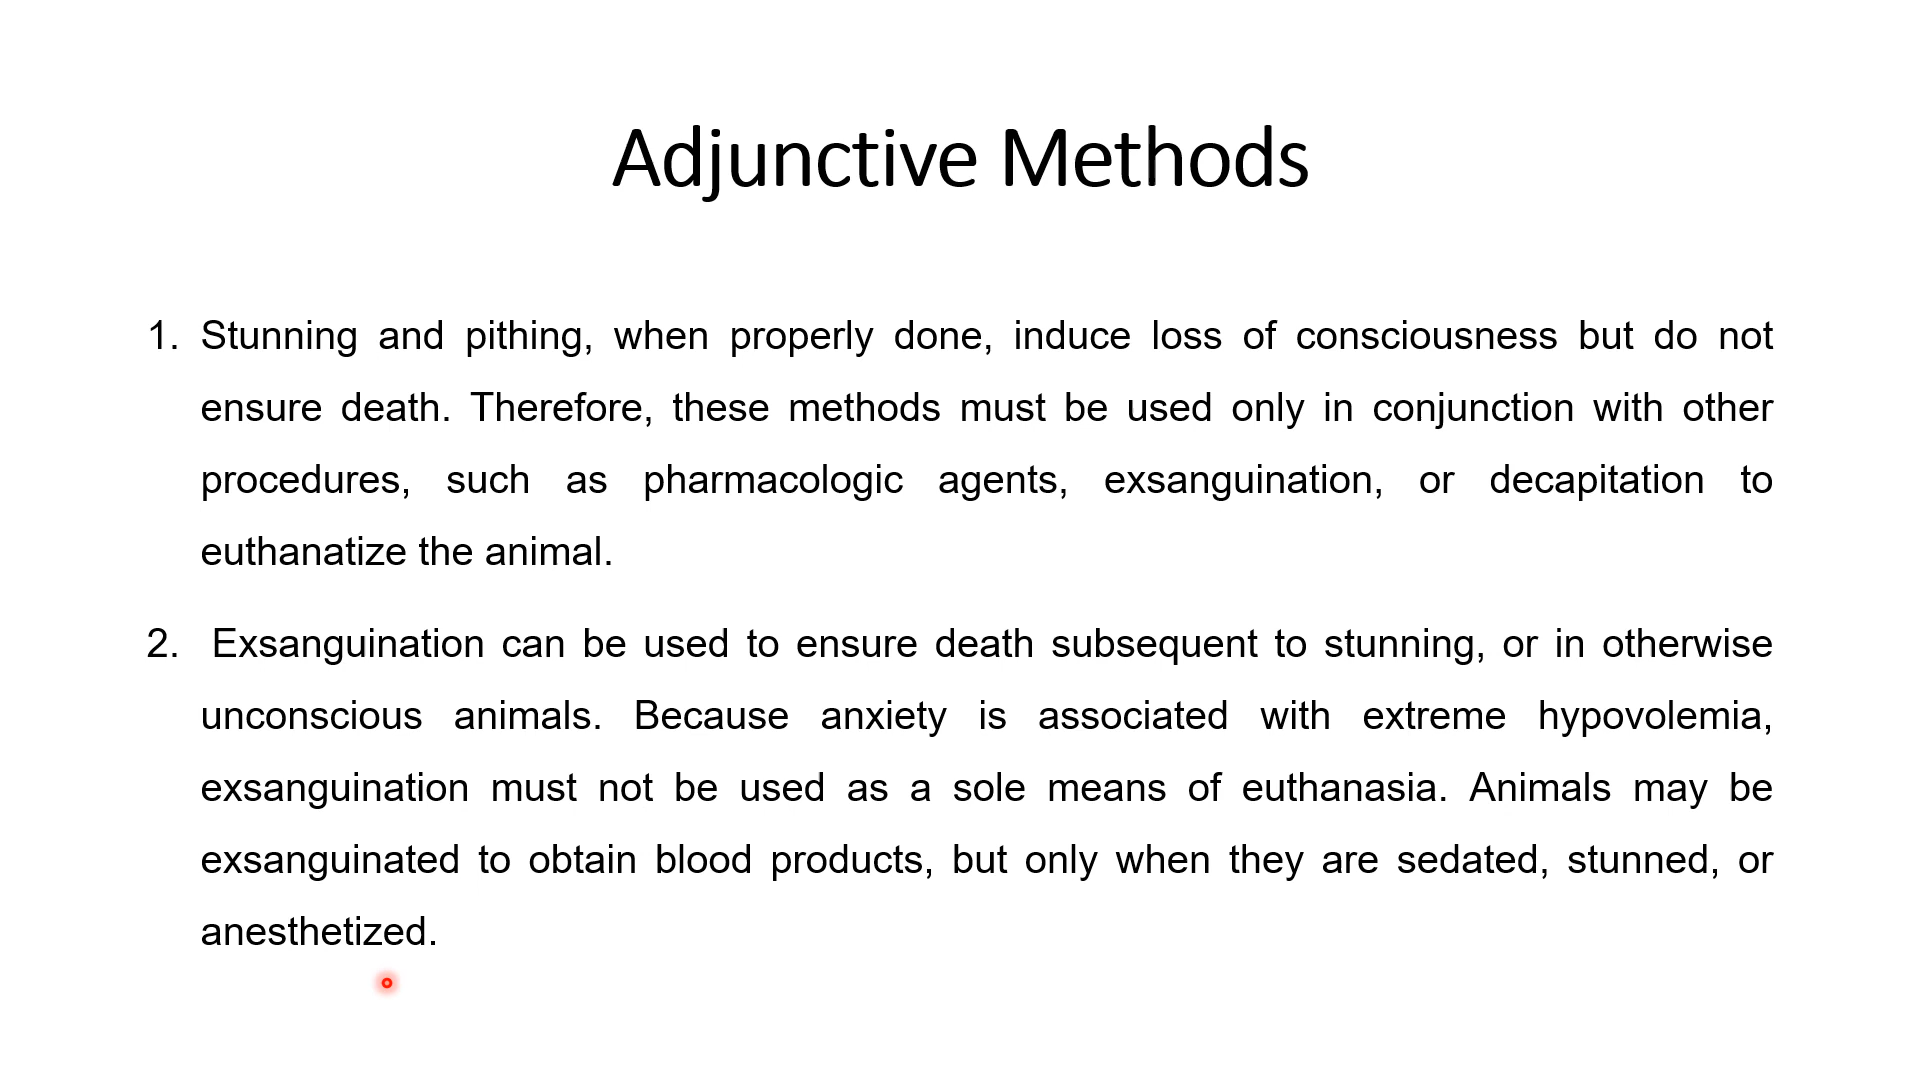 Adjunctive Methods
1. Stunning and pithing, when properly done, induce loss of consciousness but do not
ensure death. Therefore, these methods must be used only in conjunction with other
procedures, such as pharmacologic agents, exsanguination, or decapitation to
euthanatize the animal.
2. Exsanguination can be used to ensure death subsequent to stunning, or in otherwise
unconscious animals. Because anxiety is associated with extreme hypovolemia,
exsanguination must not be used as a sole means of euthanasia. Animals may be
exsanguinated to obtain blood products, but only when they are sedated, stunned, or
anesthetized.